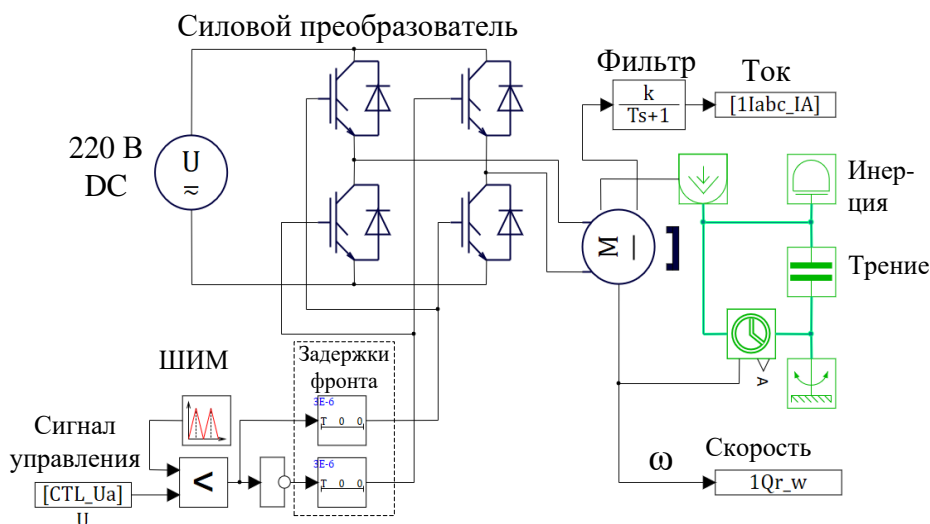 Силовой преобразователь
Фильтр
Ток
k
Ts+1
[1Iabc_IA]
220 В
DC
U
≂
M
Инер-
ция
Трение
A
ШИМ
Задержки
фронта
3E-6
T 0 0
3E-6
T 0 0
Сигнал
управления
[CTL_Ua]
U
<
ω
Скорость
1Qr_w